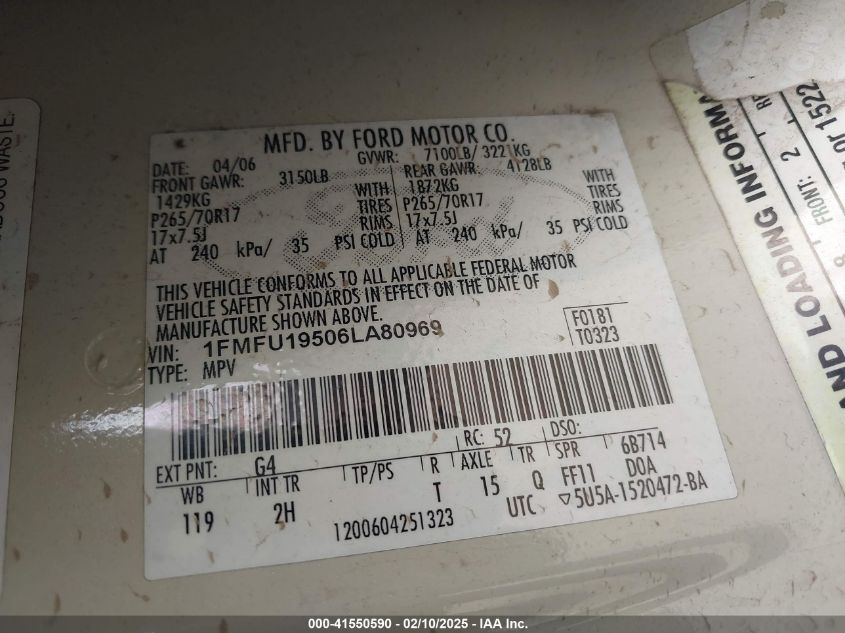 MFD. BY FORD MOTOR CO.
DATE: 04/06 GVWR: 7100LB/ 3221KG
FRONT GAWR: 3150LB REAR GAWR: 4128LB
1429KG WITH 1872KG WITH
P265/70R17 TIRES P265/70R17 TIRES
17x7.5J RIMS 17x7.5J RIMS
AT 240 kPa/ 35 PSI COLD AT 240 kPa/ 35 PSI COLD
THIS VEHICLE CONFORMS TO ALL APPLICABLE FEDERAL MOTOR
VEHICLE SAFETY STANDARDS IN EFFECT ON THE DATE OF
MANUFACTURE SHOWN ABOVE.
VIN: 1FMFU19506LA80969 F0181
TYPE: MPV T0323
EXT PNT: G4 RC: 52 DSO:
WB INT TR TP/PS R AXLE TR SPR 6B714
119 2H T 15 Q FF11 DOA
1200604251323 UTC ▽5U5A-1520472-BA
AND LOADING INFORMA
FRONT: 2
or 1522
WASTE.
000-41550590 - 02/10/2025 - IAA Inc.